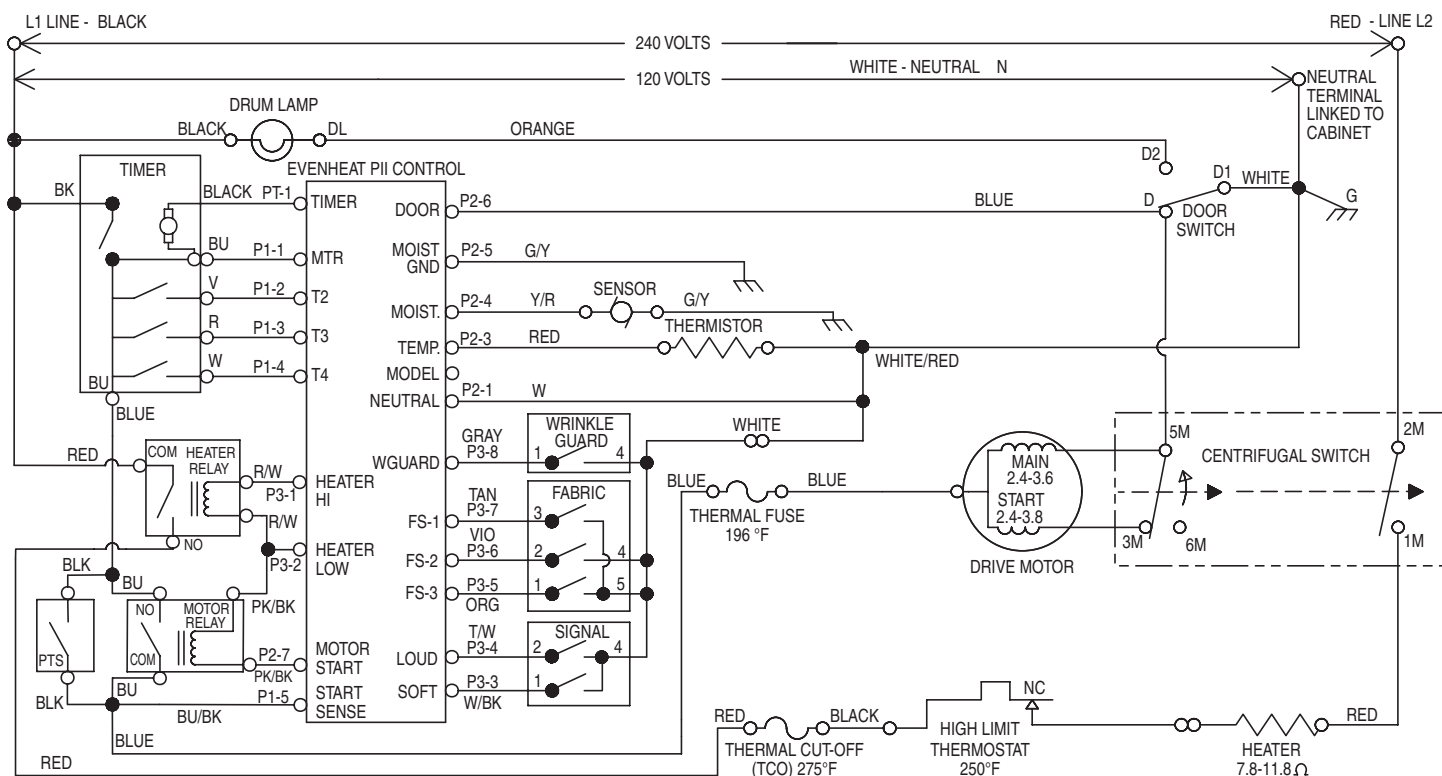 L1 LINE - BLACK
RED - LINE L2
240 VOLTS
120 VOLTS
WHITE - NEUTRAL N
NEUTRAL
TERMINAL
LINKED TO
CABINET
DRUM LAMP
BLACK
DL
ORANGE
D2
D1
WHITE
D
DOOR
SWITCH
G
TIMER
BK
BLACK PT-1
BU P1-1
V P1-2
R P1-3
W P1-4
BU
BLUE
EVENHEAT PII CONTROL
TIMER
MTR
T2
T3
T4
HEATER
HI
HEATER
LOW
MOTOR
START
START
SENSE
DOOR
MOIST
GND
MOIST.
TEMP.
MODEL
NEUTRAL
WGUARD
FS-1
FS-2
FS-3
LOUD
SOFT
P2-6
BLUE
P2-5 G/Y
P2-4 Y/R
SENSOR
G/Y
P2-3 RED
THERMISTOR
WHITE/RED
P2-1 W
WHITE
GRAY
P3-8
WRINKLE
GUARD
1 4
TAN
P3-7
VIO
P3-6
P3-5
ORG
FABRIC
3
2 4
1 5
T/W
P3-4
P3-3
W/BK
SIGNAL
2 4
1
RED
COM
HEATER
RELAY
NO
R/W
P3-1
R/W
P3-2
BLK
PTS
BLK
BU
NO
MOTOR
RELAY
COM
PK/BK
P2-7
PK/BK
BU
P1-5
BU/BK
BLUE
RED
BLUE
BLUE
THERMAL FUSE
196 °F
MAIN
2.4-3.6
START
2.4-3.8
DRIVE MOTOR
5M
3M
6M
CENTRIFUGAL SWITCH
2M
1M
RED
BLACK
THERMAL CUT-OFF
(TCO) 275°F
NC
HIGH LIMIT
THERMOSTAT
250°F
HEATER
7.8-11.8 Ω
RED